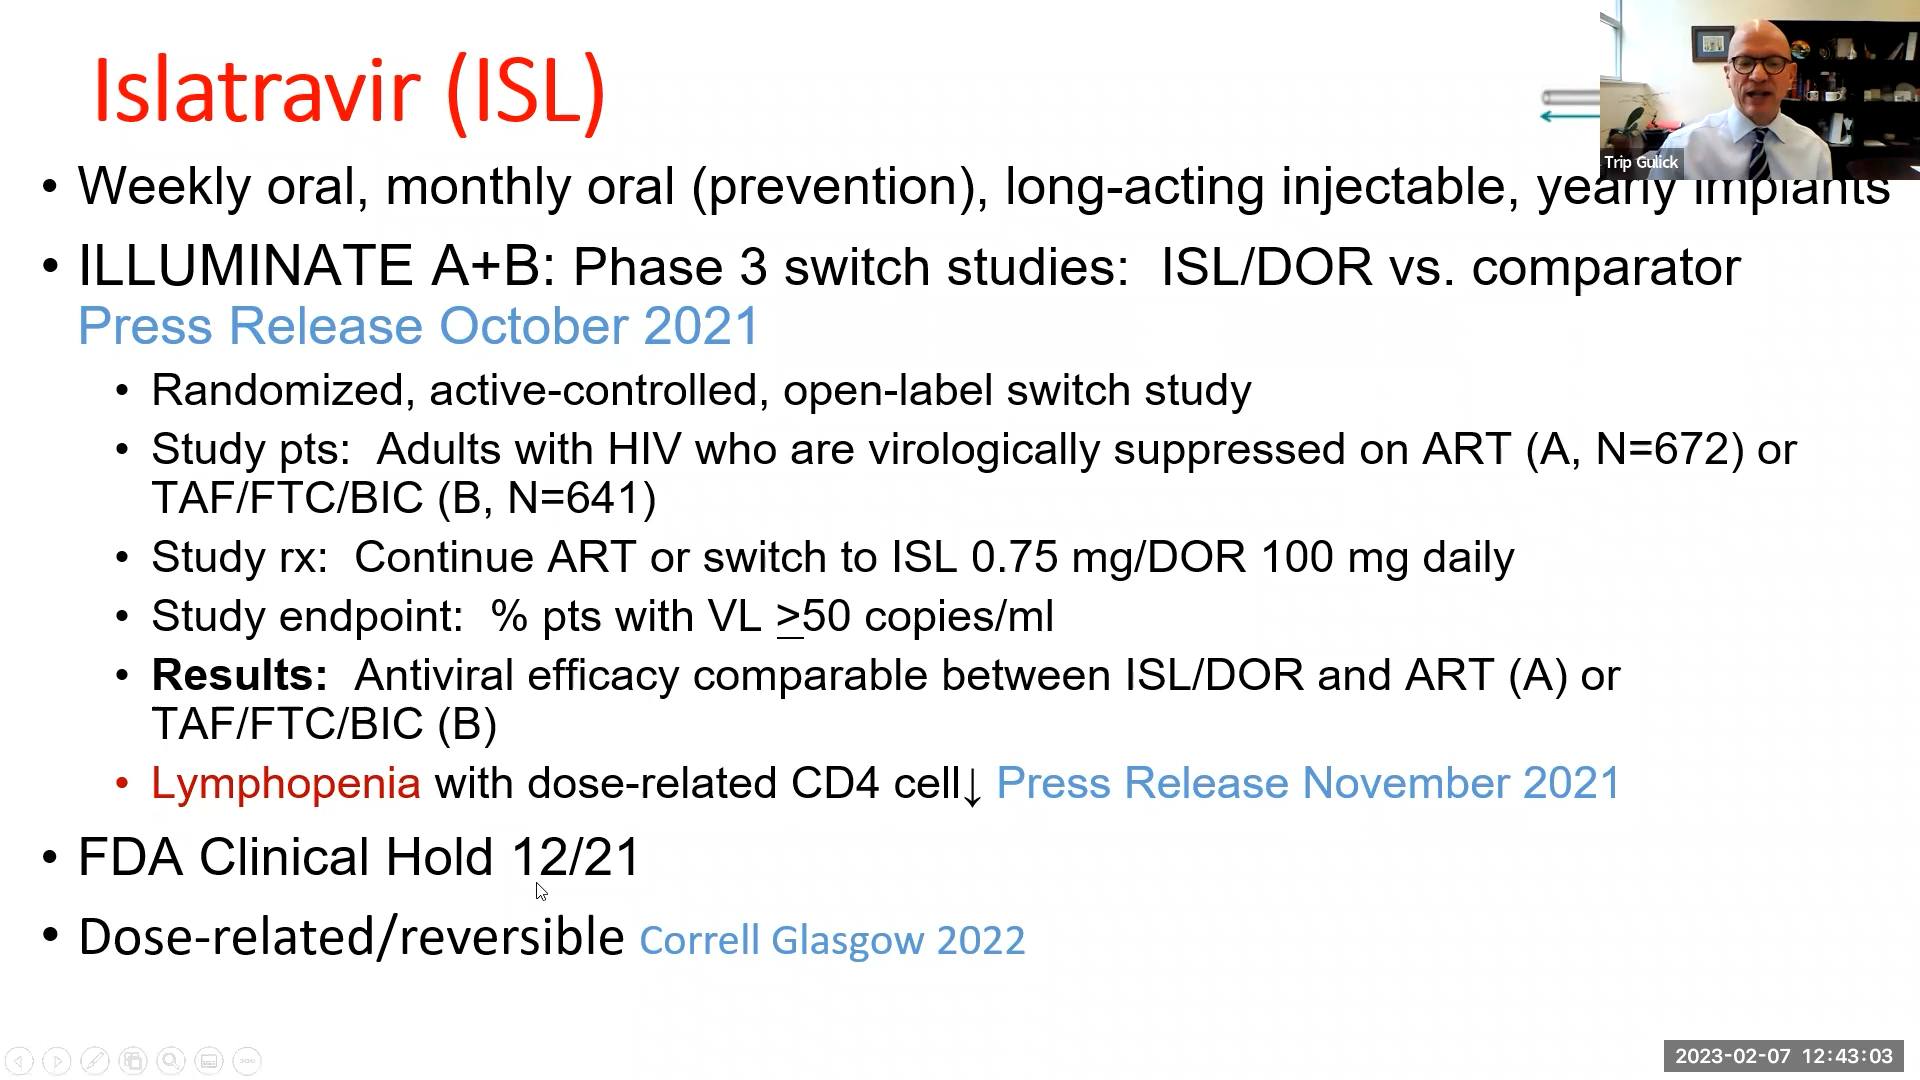 Islatravir (ISL)
Trip Gulick
• Weekly oral, monthly oral (prevention), long-acting injectable, yearly implants
• ILLUMINATE A+B: Phase 3 switch studies: ISL/DOR vs. comparator
Press Release October 2021
• Randomized, active-controlled, open-label switch study
• Study pts: Adults with HIV who are virologically suppressed on ART (A, N=672) or
TAF/FTC/BIC (B, N=641)
• Study rx: Continue ART or switch to ISL 0.75 mg/DOR 100 mg daily
• Study endpoint: % pts with VL ≥50 copies/ml
• Results: Antiviral efficacy comparable between ISL/DOR and ART (A) or
TAF/FTC/BIC (B)
• Lymphopenia with dose-related CD4 cell↓ Press Release November 2021
• FDA Clinical Hold 12/21
• Dose-related/reversible Correll Glasgow 2022
2023-02-07 12:43:03